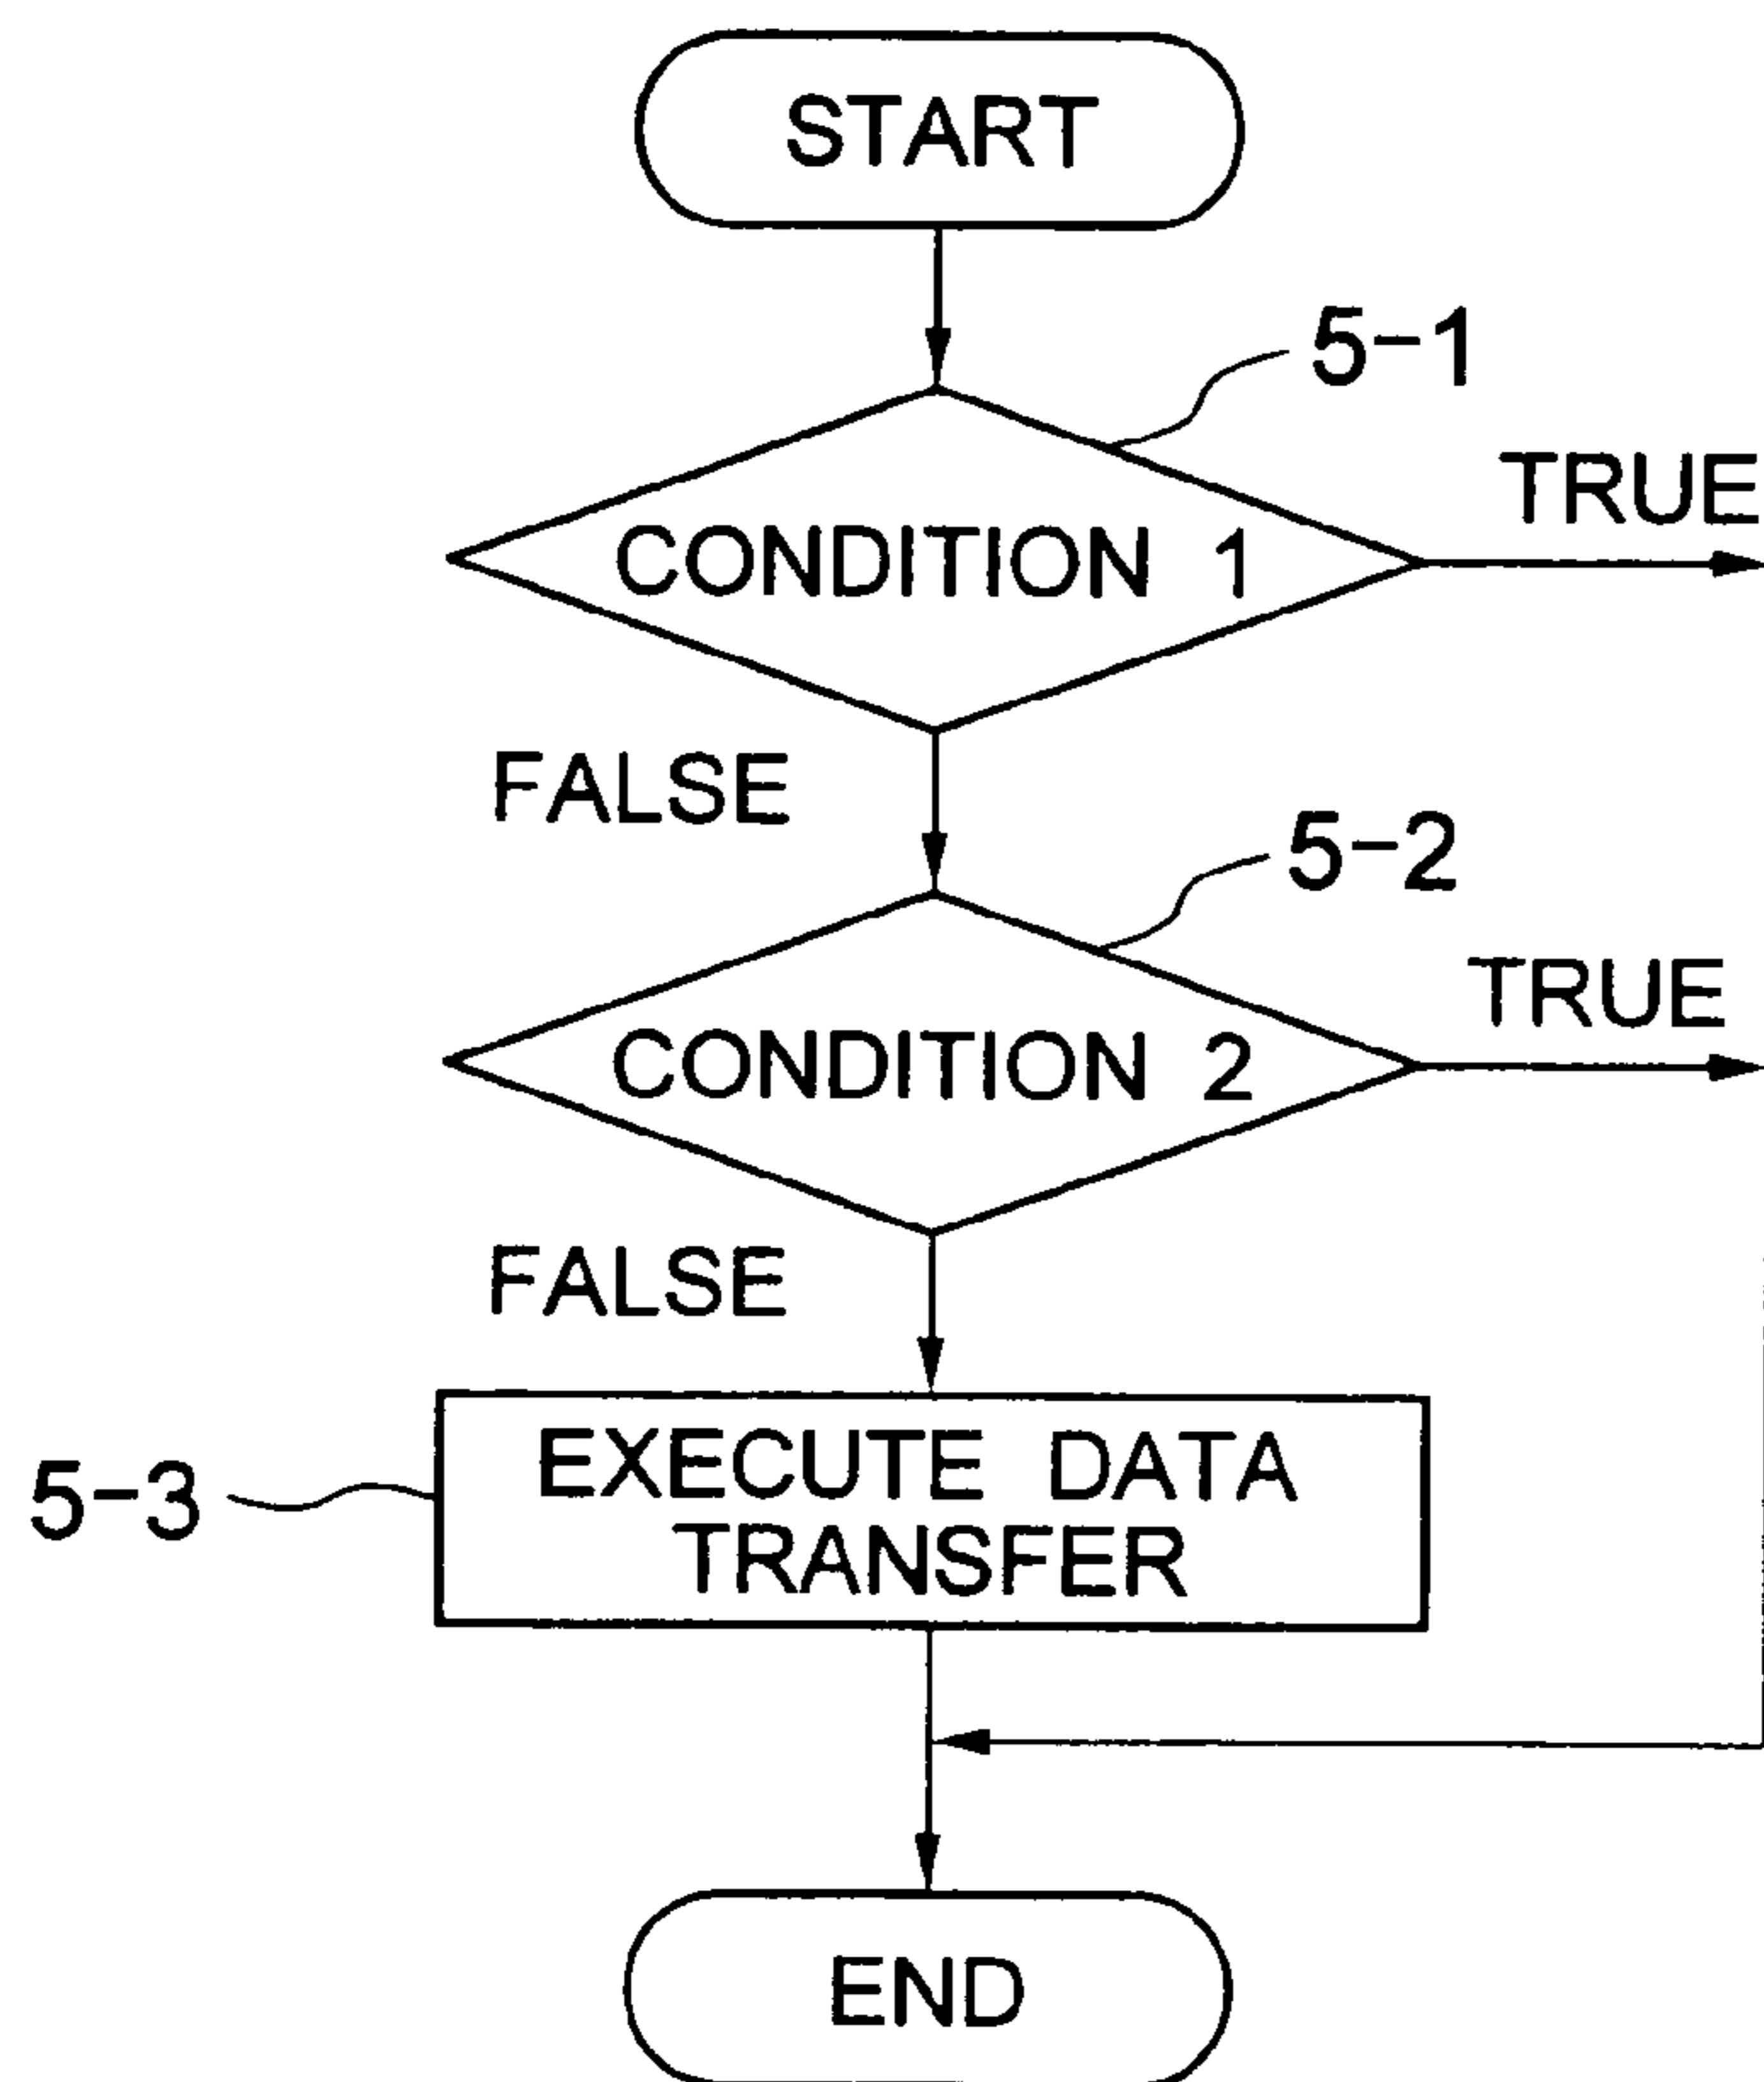 START
5-1
TRUE
CONDITION 1
FALSE
5-2
TRUE
CONDITION 2
FALSE
EXECUTE DATA
TRANSFER
5-3
END